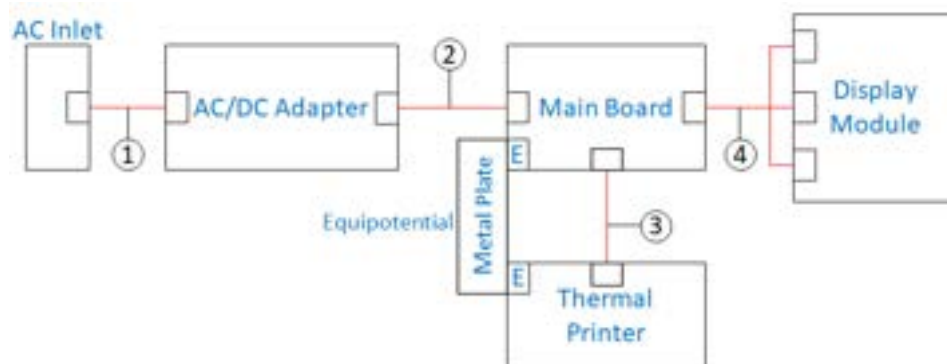 AC Inlet
AC/DC Adapter
2
Main Board
Display
Module
1
4
E
Metal Plate
Equipotential
3
E
Thermal
Printer